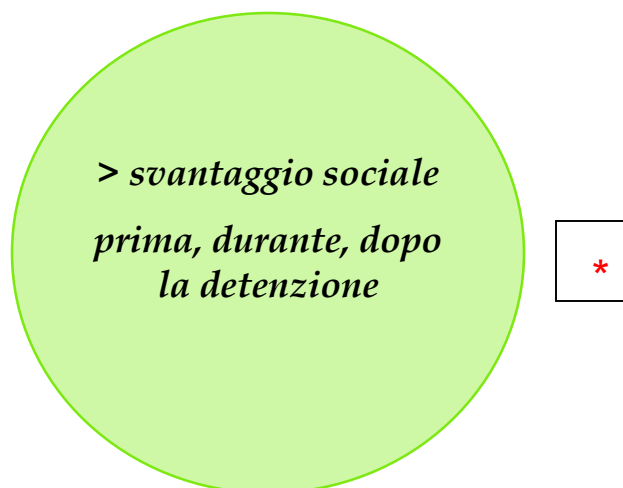 > svantaggio sociale
prima, durante, dopo
la detenzione
*